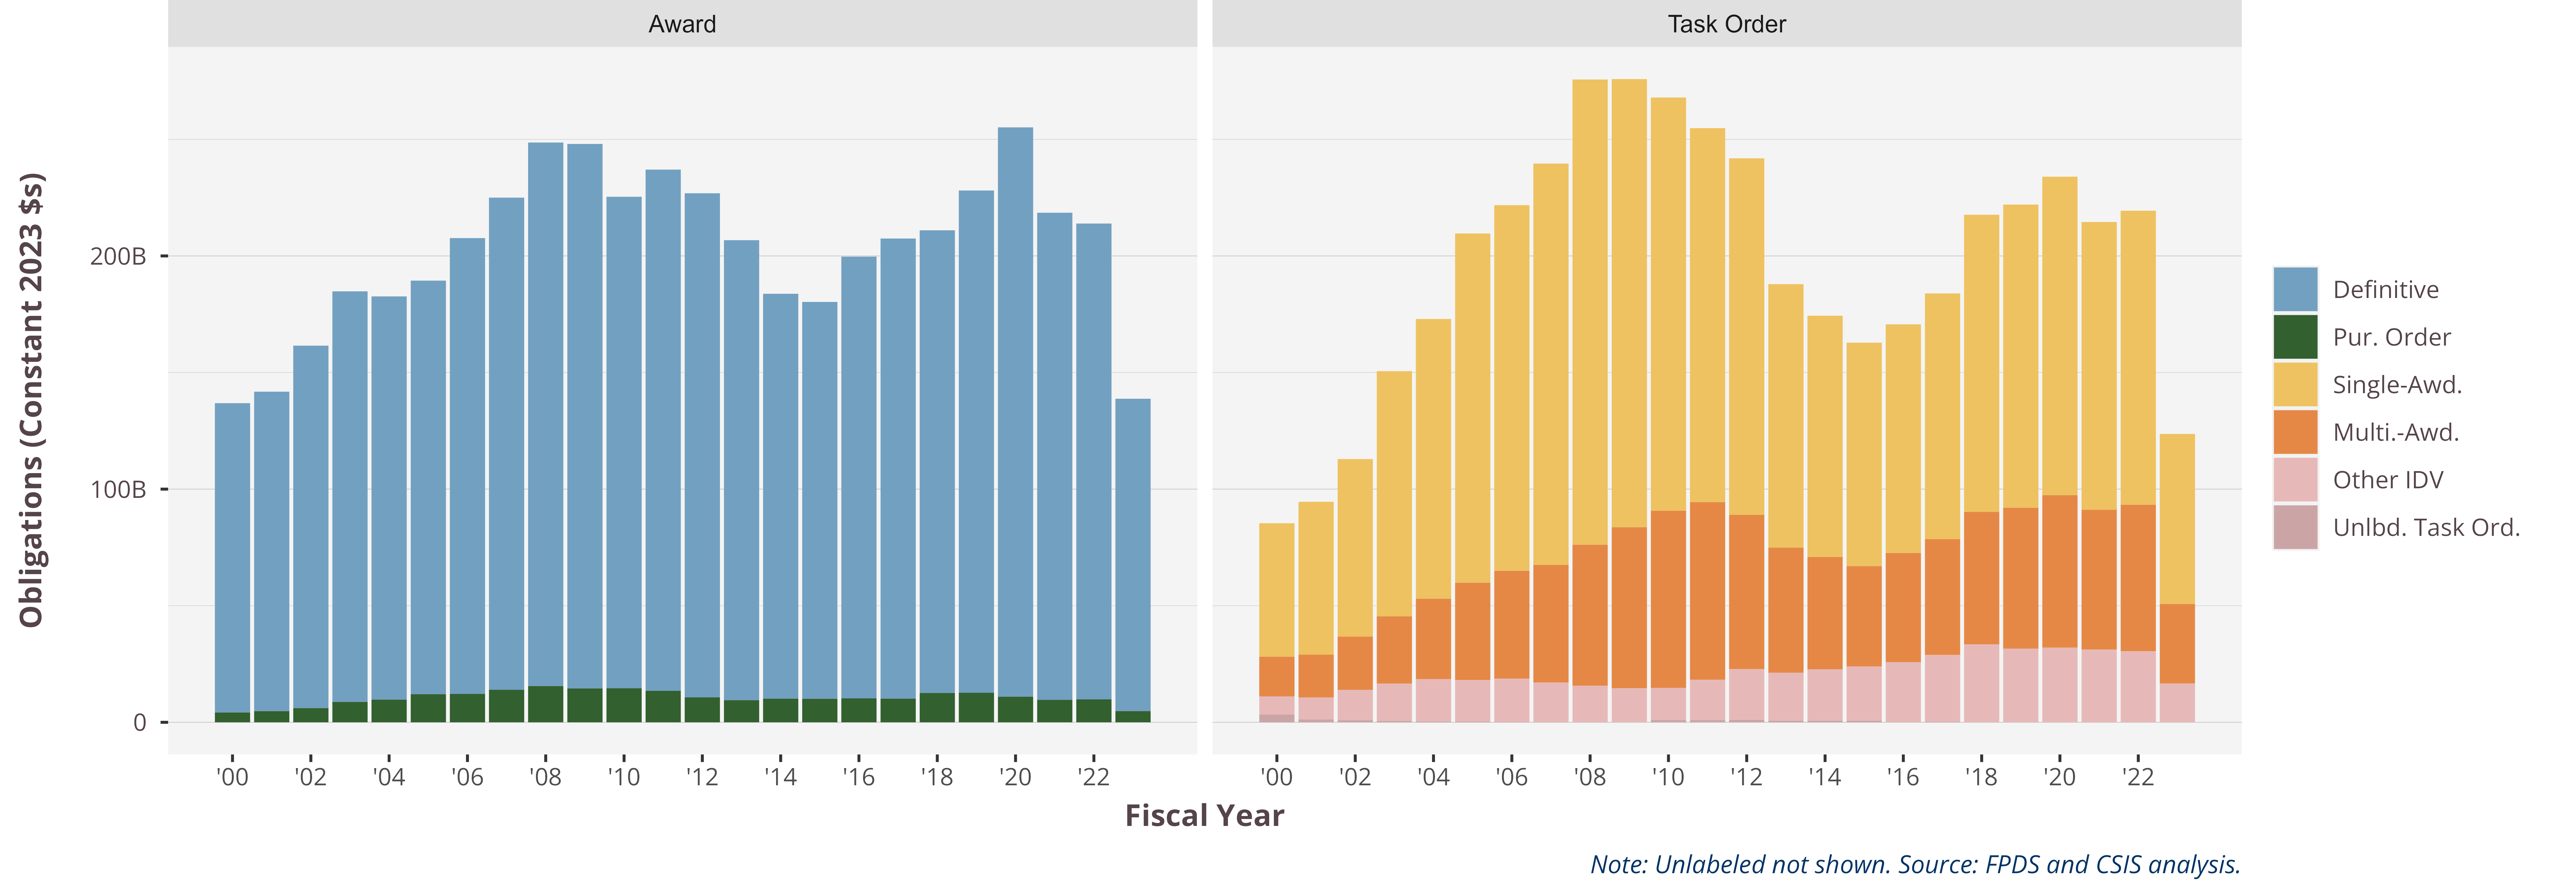 Award
Task Order
Obligations (Constant 2023 $s)
200B
100B
0
'00 '02 '04 '06 '08 '10 '12 '14 '16 '18 '20 '22
'00 '02 '04 '06 '08 '10 '12 '14 '16 '18 '20 '22
Fiscal Year
Definitive
Pur. Order
Single-Awd.
Multi.-Awd.
Other IDV
Unlbd. Task Ord.
Note: Unlabeled not shown. Source: FPDS and CSIS analysis.